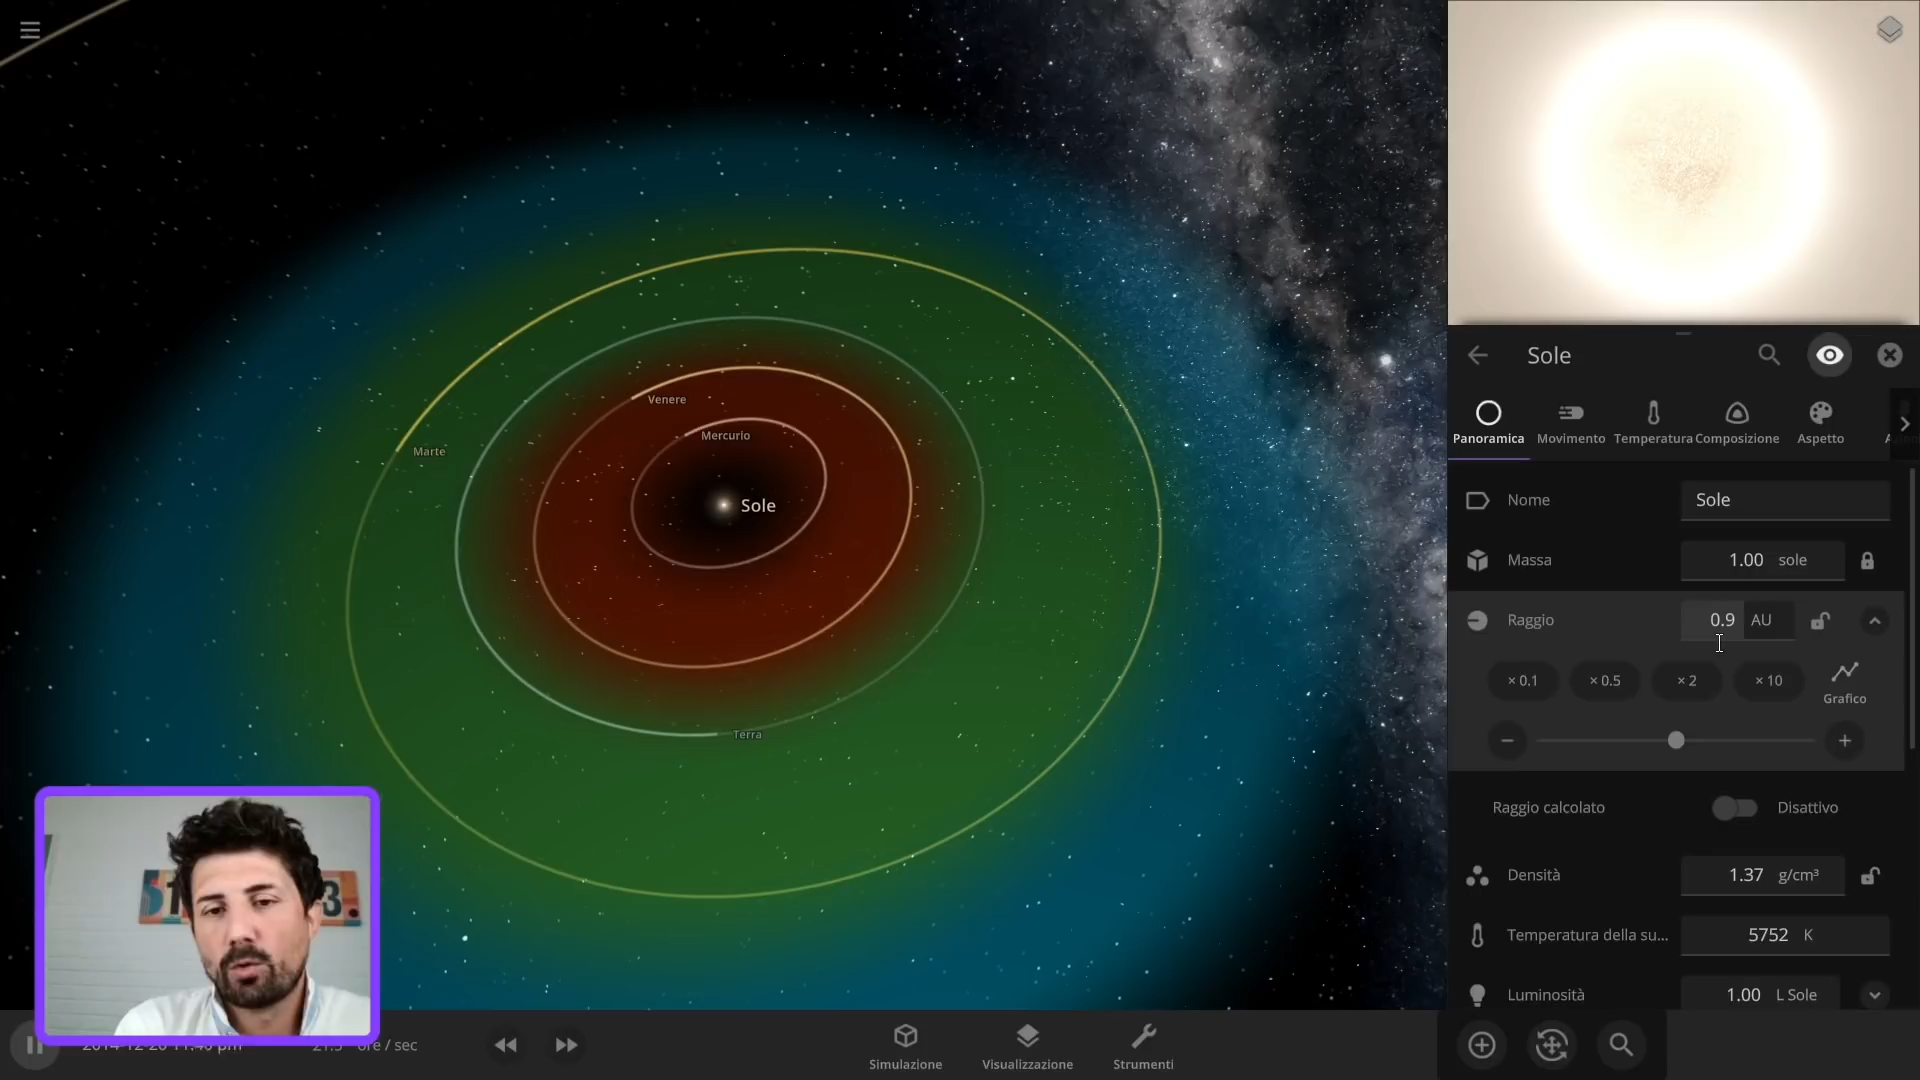 Sole
Panoramica
Movimento
Temperatura
Composizione
Aspetto
Nome
Sole
Massa
1.00 sole
Raggio
0.9 AU
× 0.1
× 0.5
× 2
× 10
Grafico
Raggio calcolato
Disattivo
Densità
1.37 g/cm³
Temperatura della su...
5752 K
Luminosità
1.00 L Sole
Venere
Mercurio
Marte
Sole
Terra
ore / sec
Simulazione
Visualizzazione
Strumenti